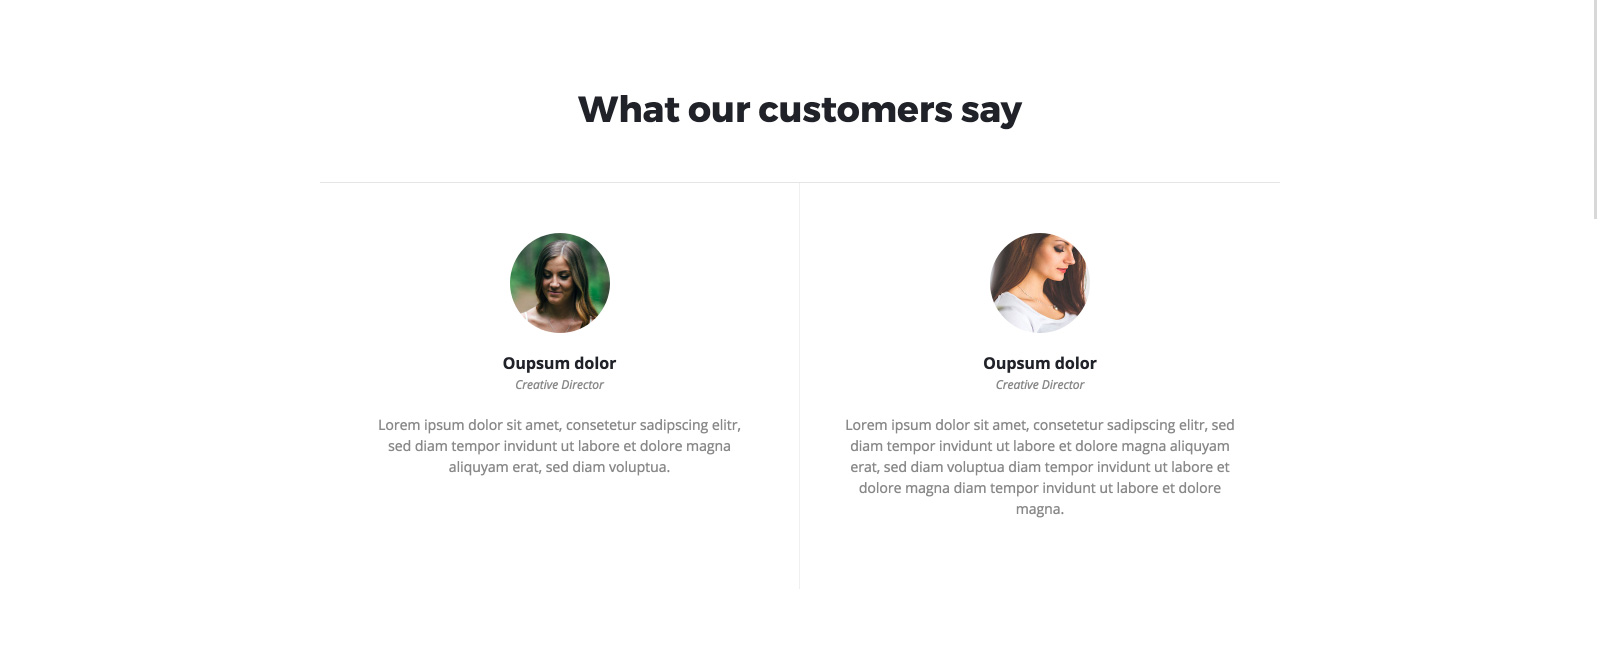 What our customers say
Oupsum dolor
Creative Director
Lorem ipsum dolor sit amet, consetetur sadipscing elitr,
sed diam tempor invidunt ut labore et dolore magna
aliquyam erat, sed diam voluptua.
Oupsum dolor
Creative Director
Lorem ipsum dolor sit amet, consetetur sadipscing elitr, sed
diam tempor invidunt ut labore et dolore magna aliquyam
erat, sed diam voluptua diam tempor invidunt ut labore et
dolore magna diam tempor invidunt ut labore et dolore
magna.